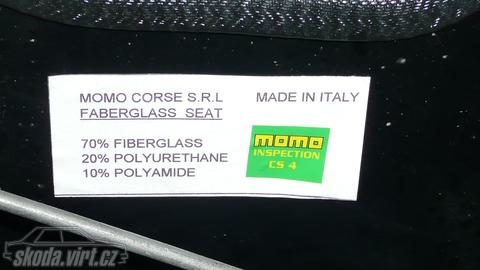 MOMO CORSE S.R.L MADE IN ITALY
FABERGLASS SEAT
70% FIBERGLASS
20% POLYURETHANE
10% POLYAMIDE
momo
INSPECTION
CS 4
skoda.virt.cz